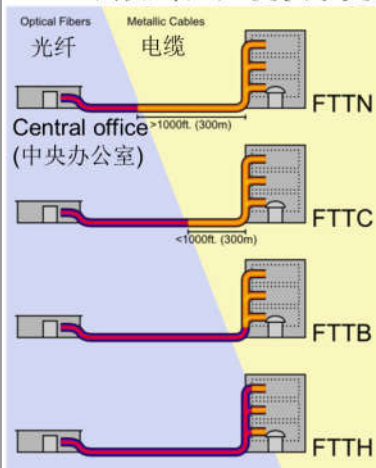 Optical Fibers Metallic Cables
光纤 电缆
FTTN
>1000ft. (300m)
Central office
(中央办公室)
FTTC
<1000ft. (300m)
FTTB
FTTH